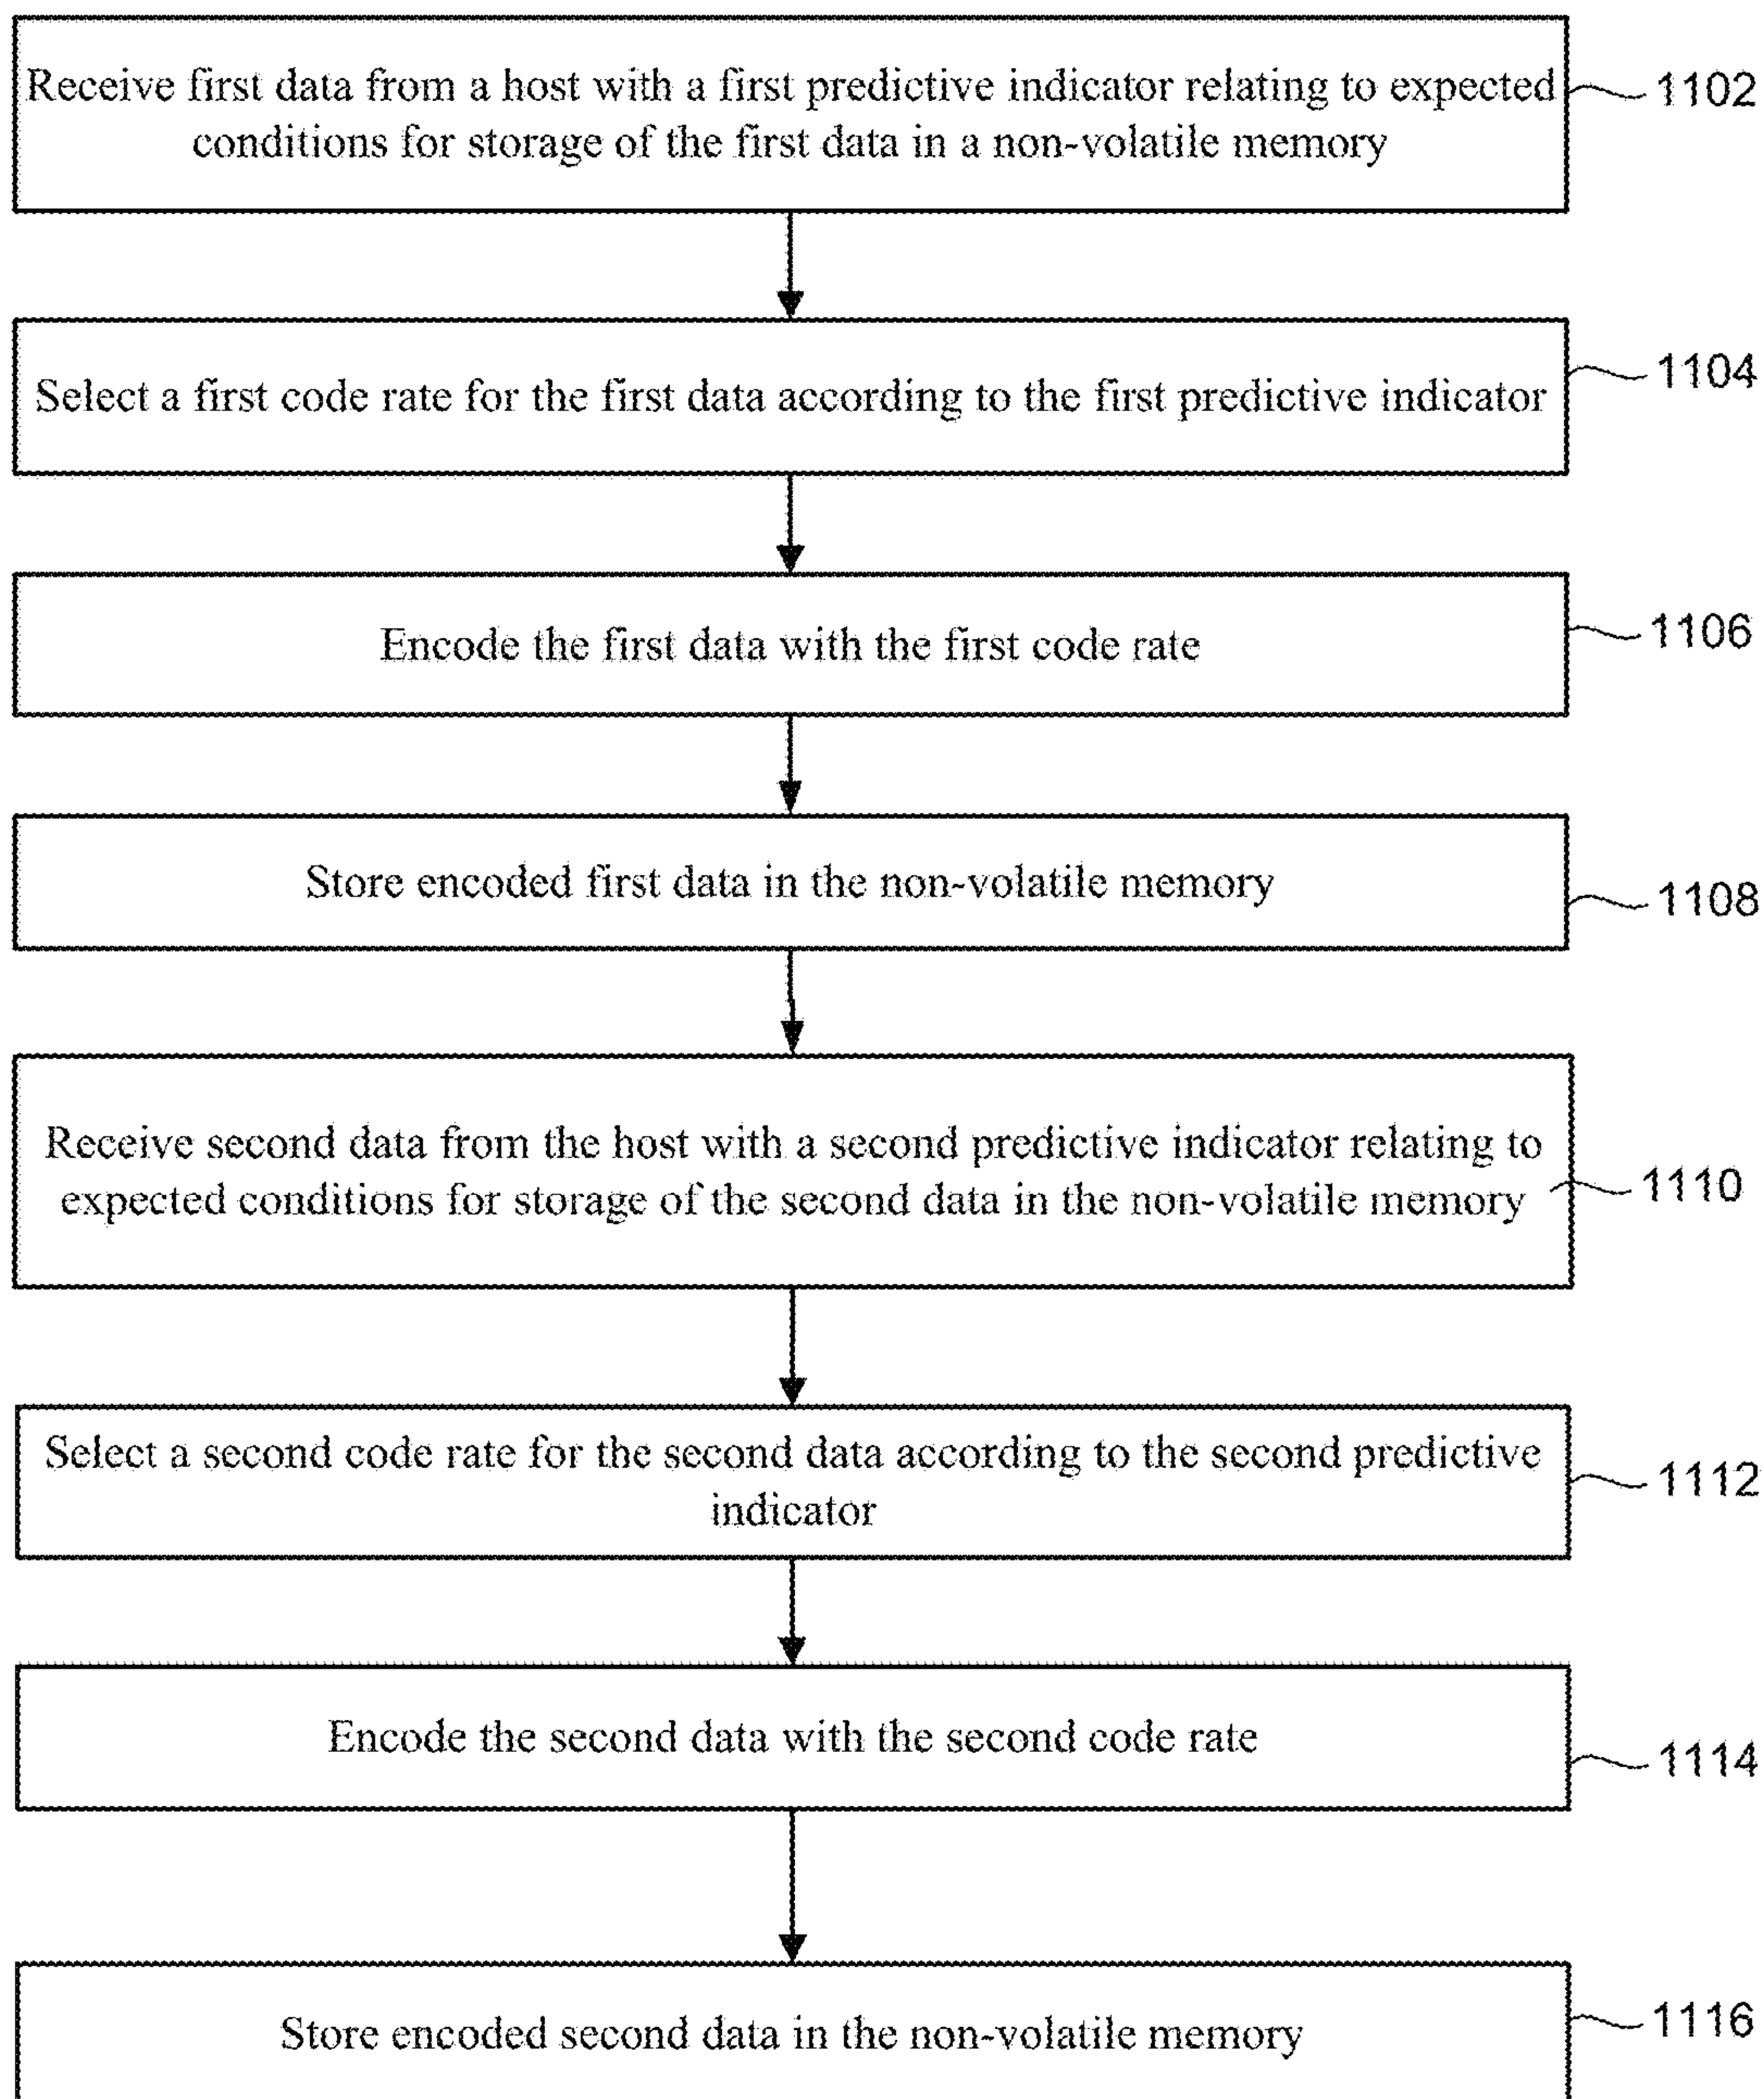 Receive first data from a host with a first predictive indicator relating to expected
conditions for storage of the first data in a non-volatile memory
1102
Select a first code rate for the first data according to the first predictive indicator
1104
Encode the first data with the first code rate
1106
Store encoded first data in the non-volatile memory
1108
Receive second data from the host with a second predictive indicator relating to
expected conditions for storage of the second data in the non-volatile memory
1110
Select a second code rate for the second data according to the second predictive
indicator
1112
Encode the second data with the second code rate
1114
Store encoded second data in the non-volatile memory
1116